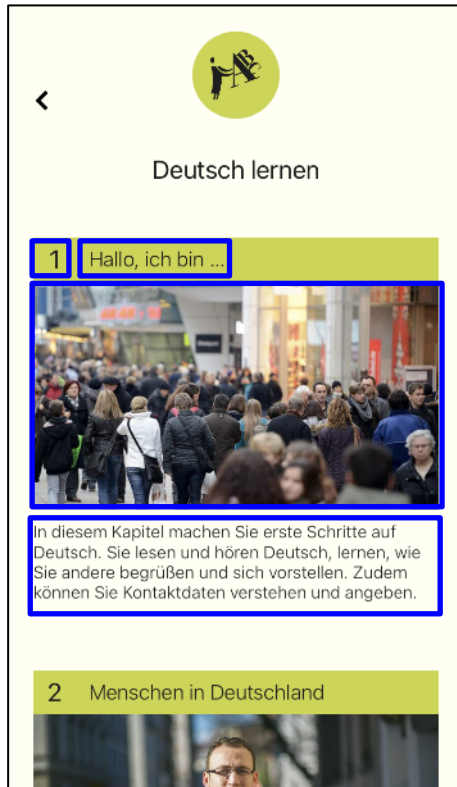 ABC
Deutsch lernen
1 Hallo, ich bin ...
In diesem Kapitel machen Sie erste Schritte auf
Deutsch. Sie lesen und hören Deutsch, lernen, wie
Sie andere begrüßen und sich vorstellen. Zudem
können Sie Kontaktdaten verstehen und angeben.
2 Menschen in Deutschland